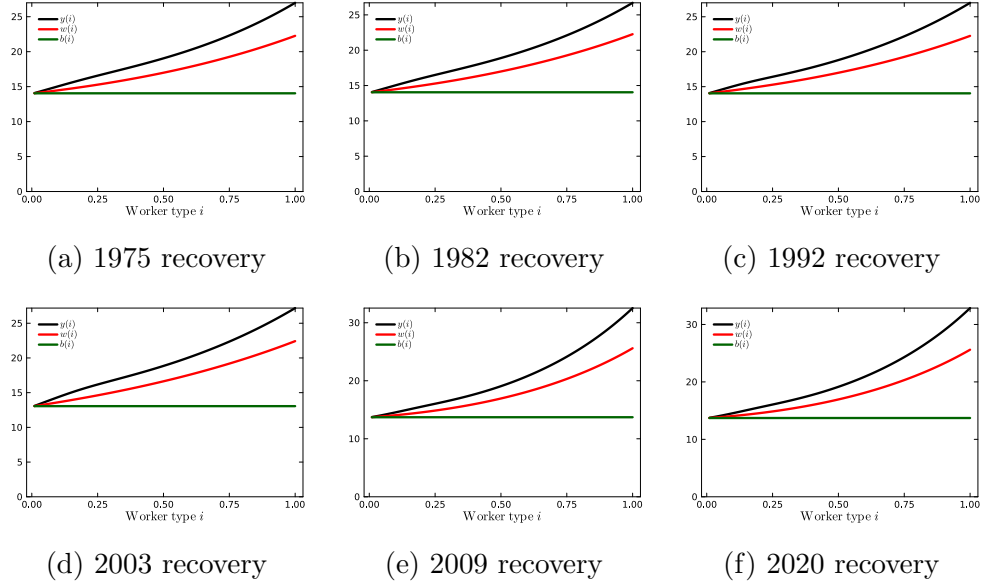 25
20
15
10
5
0
y(i)
w(i)
b(i)
0.00 0.25 0.50 0.75 1.00
Worker type i
(a) 1975 recovery
25
20
15
10
5
0
y(i)
w(i)
b(i)
0.00 0.25 0.50 0.75 1.00
Worker type i
(b) 1982 recovery
25
20
15
10
5
0
y(i)
w(i)
b(i)
0.00 0.25 0.50 0.75 1.00
Worker type i
(c) 1992 recovery
25
20
15
10
5
0
y(i)
w(i)
b(i)
0.00 0.25 0.50 0.75 1.00
Worker type i
(d) 2003 recovery
30
20
10
0
y(i)
w(i)
b(i)
0.00 0.25 0.50 0.75 1.00
Worker type i
(e) 2009 recovery
30
20
10
0
y(i)
w(i)
b(i)
0.00 0.25 0.50 0.75 1.00
Worker type i
(f) 2020 recovery